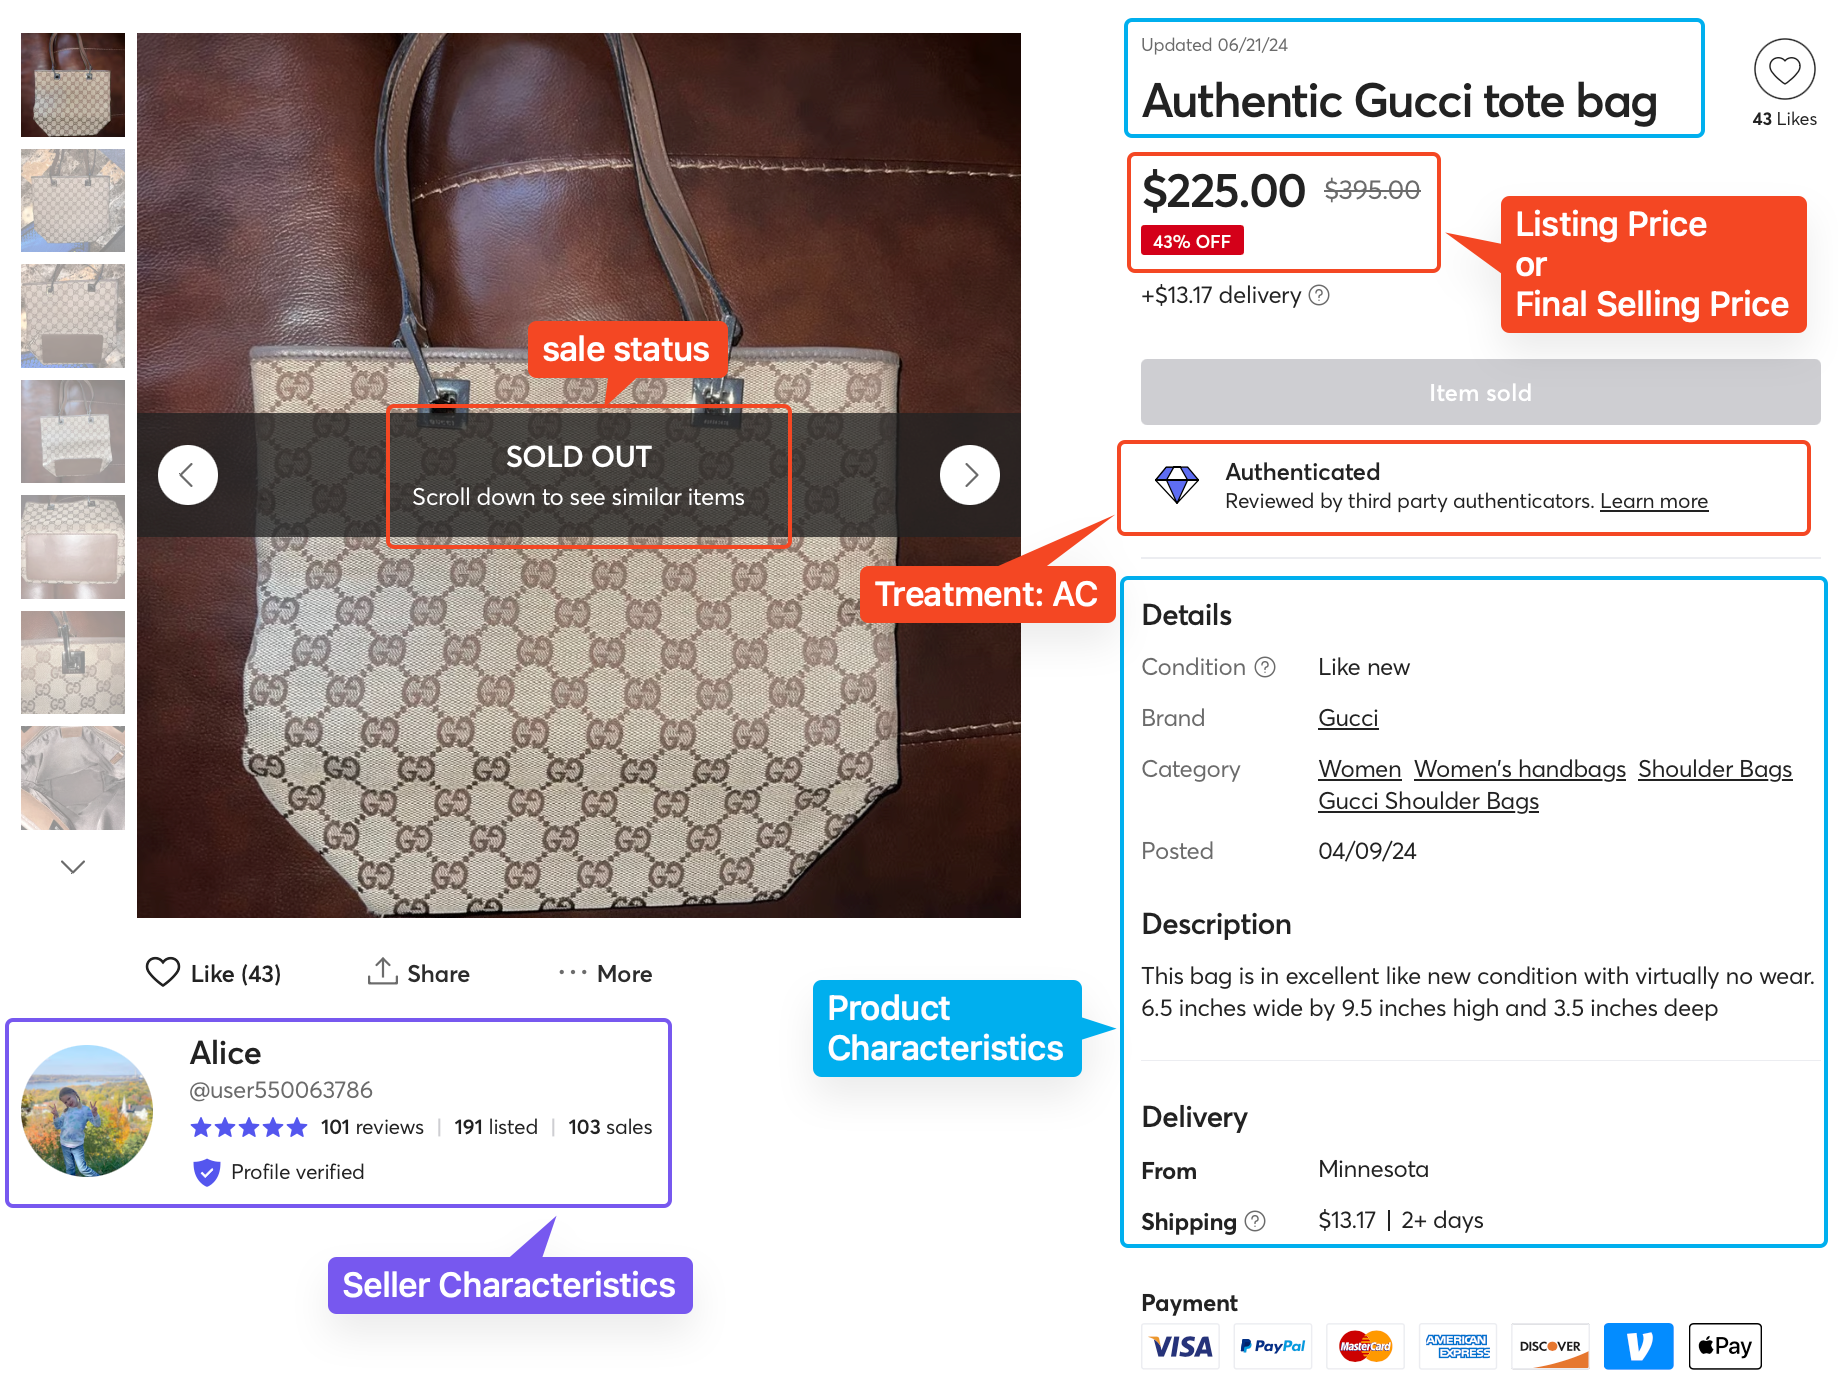 Updated 06/21/24
Authentic Gucci tote bag
43 Likes
$225.00 $395.00
43% OFF
Listing Price
or
Final Selling Price
+$13.17 delivery ?
sale status
SOLD OUT
Scroll down to see similar items
Item sold
Authenticated
Reviewed by third party authenticators. Learn more
Treatment: AC
Details
Condition ? Like new
Brand Gucci
Category Women Women's handbags Shoulder Bags
Gucci Shoulder Bags
Posted 04/09/24
Description
This bag is in excellent like new condition with virtually no wear.
6.5 inches wide by 9.5 inches high and 3.5 inches deep
Product
Characteristics
Like (43) Share ··· More
Alice
@user550063786
101 reviews | 191 listed | 103 sales
Profile verified
Seller Characteristics
Delivery
From Minnesota
Shipping ? $13.17 | 2+ days
Payment
VISA PayPal MasterCard AMERICAN EXPRESS DISCOVER V Pay